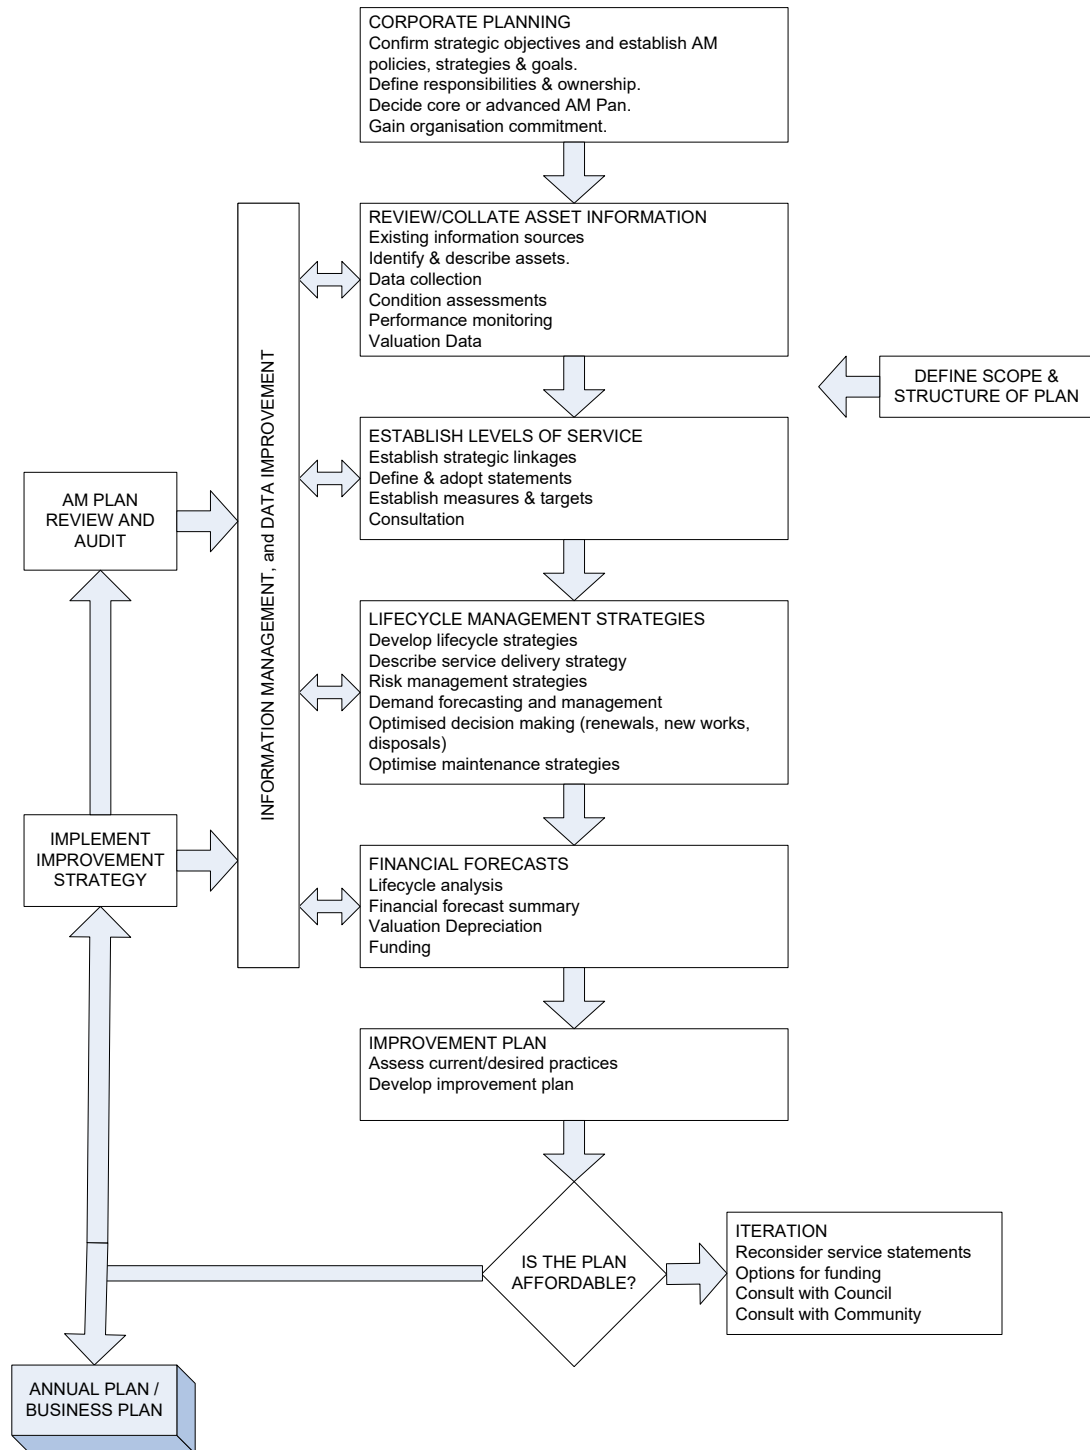 CORPORATE PLANNING
Confirm strategic objectives and establish AM
policies, strategies & goals.
Define responsibilities & ownership.
Decide core or advanced AM Pan.
Gain organisation commitment.
REVIEW/COLLATE ASSET INFORMATION
Existing information sources
Identify & describe assets.
Data collection
Condition assessments
Performance monitoring
Valuation Data
DEFINE SCOPE &
STRUCTURE OF PLAN
INFORMATION MANAGEMENT, and DATA IMPROVEMENT
ESTABLISH LEVELS OF SERVICE
Establish strategic linkages
Define & adopt statements
Establish measures & targets
Consultation
AM PLAN
REVIEW AND
AUDIT
LIFECYCLE MANAGEMENT STRATEGIES
Develop lifecycle strategies
Describe service delivery strategy
Risk management strategies
Demand forecasting and management
Optimised decision making (renewals, new works,
disposals)
Optimise maintenance strategies
IMPLEMENT
IMPROVEMENT
STRATEGY
FINANCIAL FORECASTS
Lifecycle analysis
Financial forecast summary
Valuation Depreciation
Funding
IMPROVEMENT PLAN
Assess current/desired practices
Develop improvement plan
IS THE PLAN
AFFORDABLE?
ITERATION
Reconsider service statements
Options for funding
Consult with Council
Consult with Community
ANNUAL PLAN /
BUSINESS PLAN